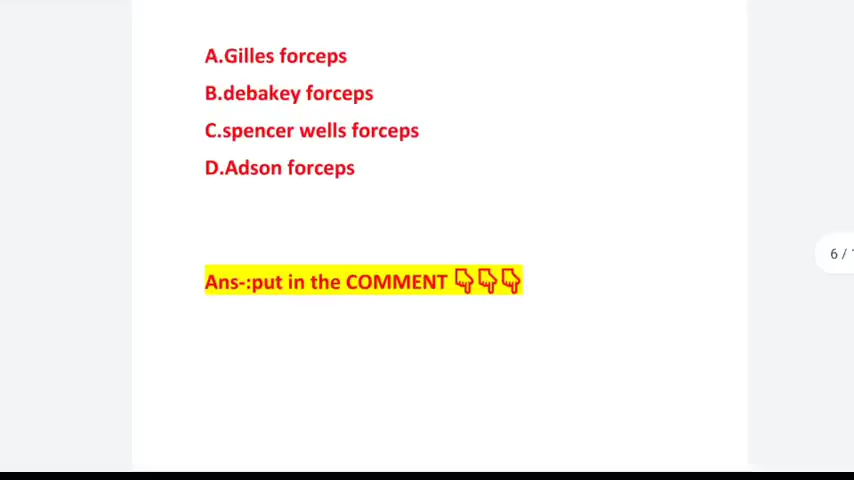 A.Gilles forceps
B.debakey forceps
C.spencer wells forceps
D.Adson forceps
6 /
Ans-:put in the COMMENT 👇👇👇